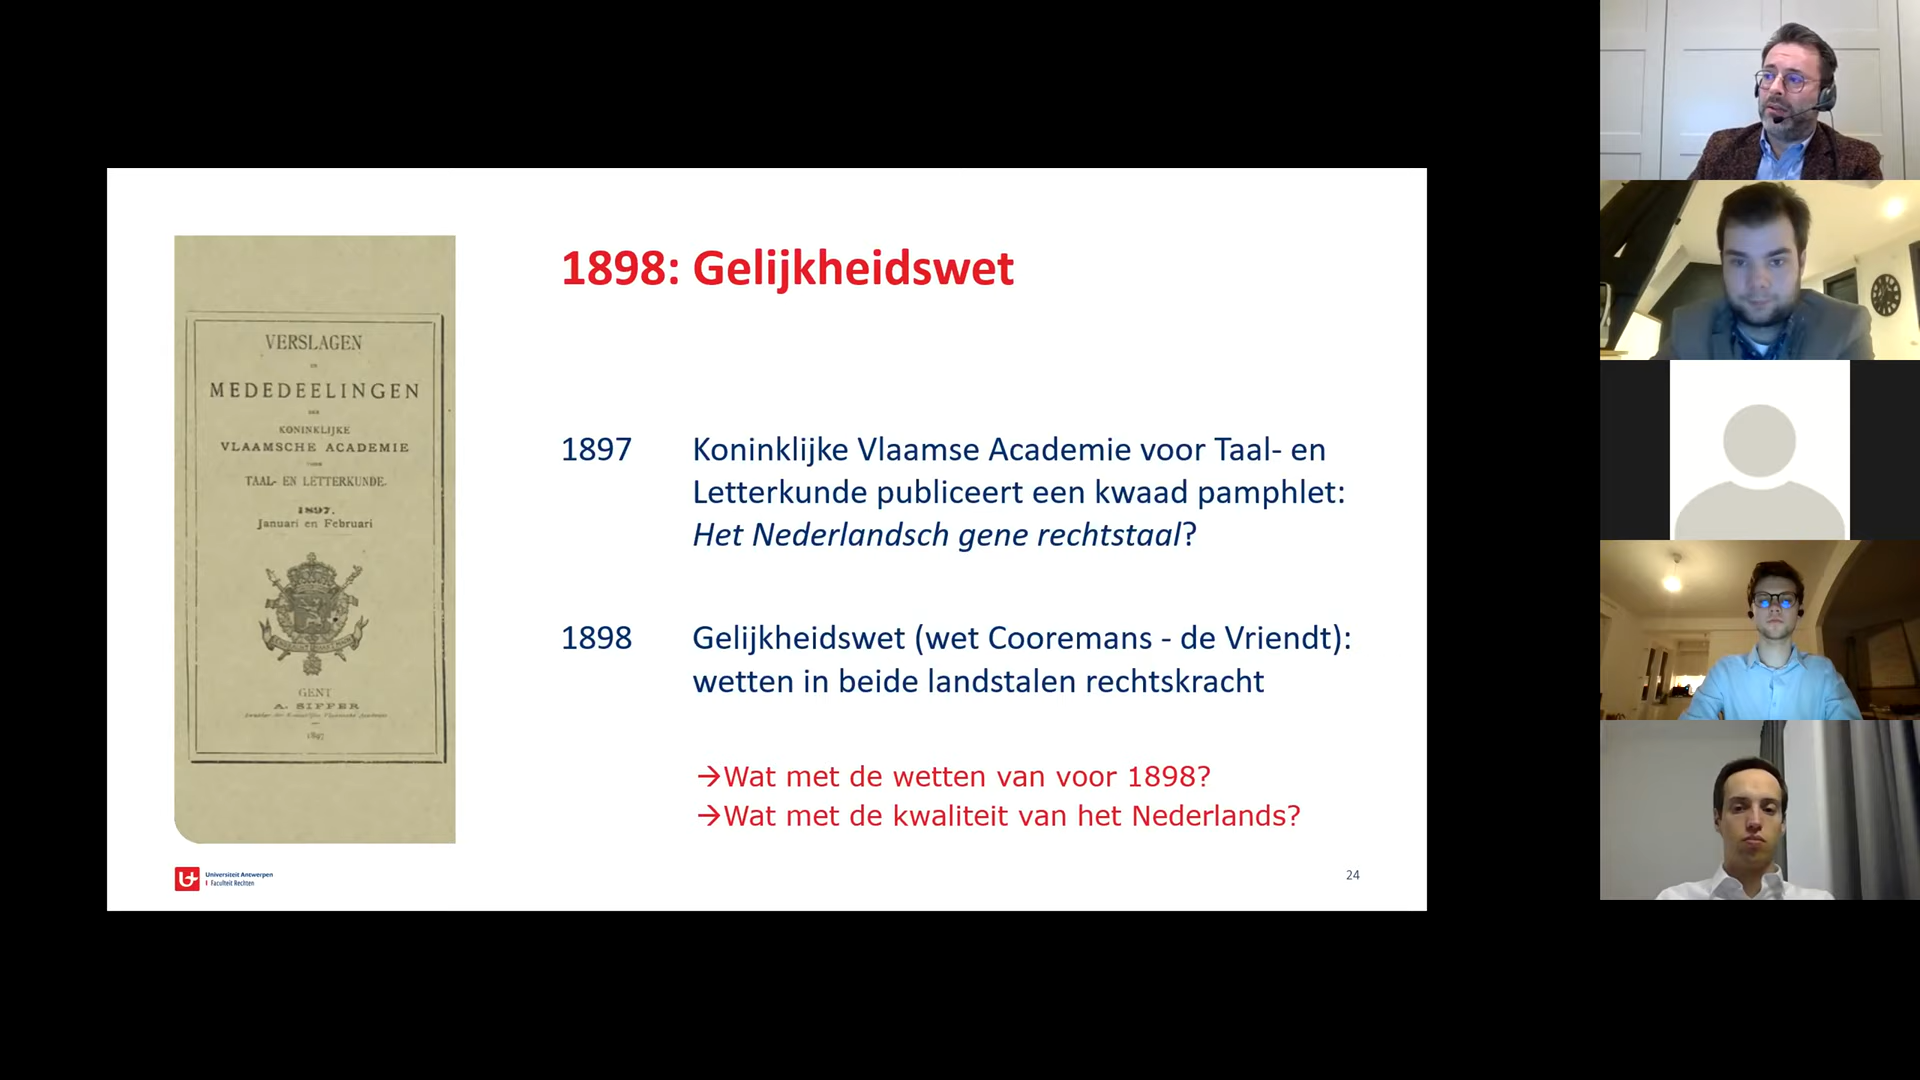 1898: Gelijkheidswet
VERSLAGEN
EN
MEDEDEELINGEN
DER
KONINKLIJKE
VLAAMSCHE ACADEMIE
VOOR
TAAL- EN LETTERKUNDE.
1897.
Januari en Februari
GENT
A. SIFFER
1897
1897 Koninklijke Vlaamse Academie voor Taal- en
Letterkunde publiceert een kwaad pamphlet:
Het Nederlandsch gene rechtstaal?
1898 Gelijkheidswet (wet Cooremans - de Vriendt):
wetten in beide landstalen rechtskracht
→Wat met de wetten van voor 1898?
→Wat met de kwaliteit van het Nederlands?
Universiteit Antwerpen
Faculteit Rechten
24